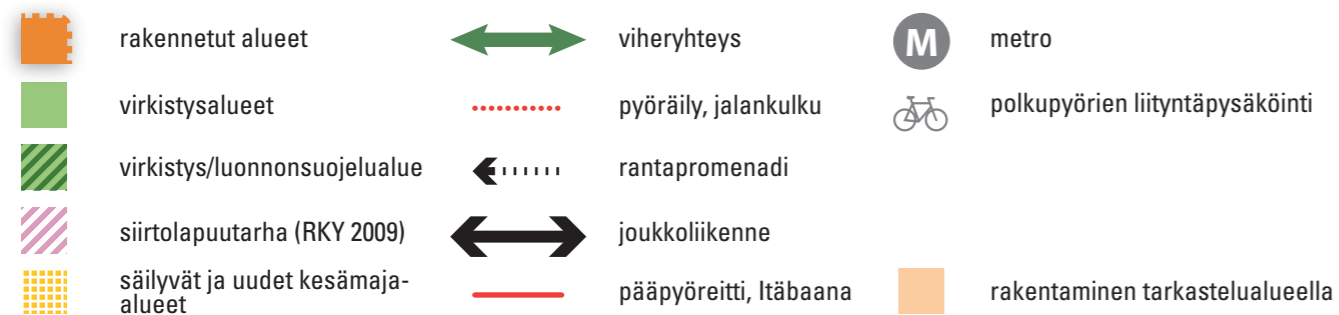 rakennetut alueet
virkistysalueet
virkistys/luonnonsuojelualue
siirtolapuutarha (RKY 2009)
säilyvät ja uudet kesämaja-
alueet
viheryhteys
pyöräily, jalankulku
rantapromenadi
joukkoliikenne
pääpyöreitti, Itäbaana
M
metro
polkupyörien liityntäpysäköinti
rakentaminen tarkastelualueella